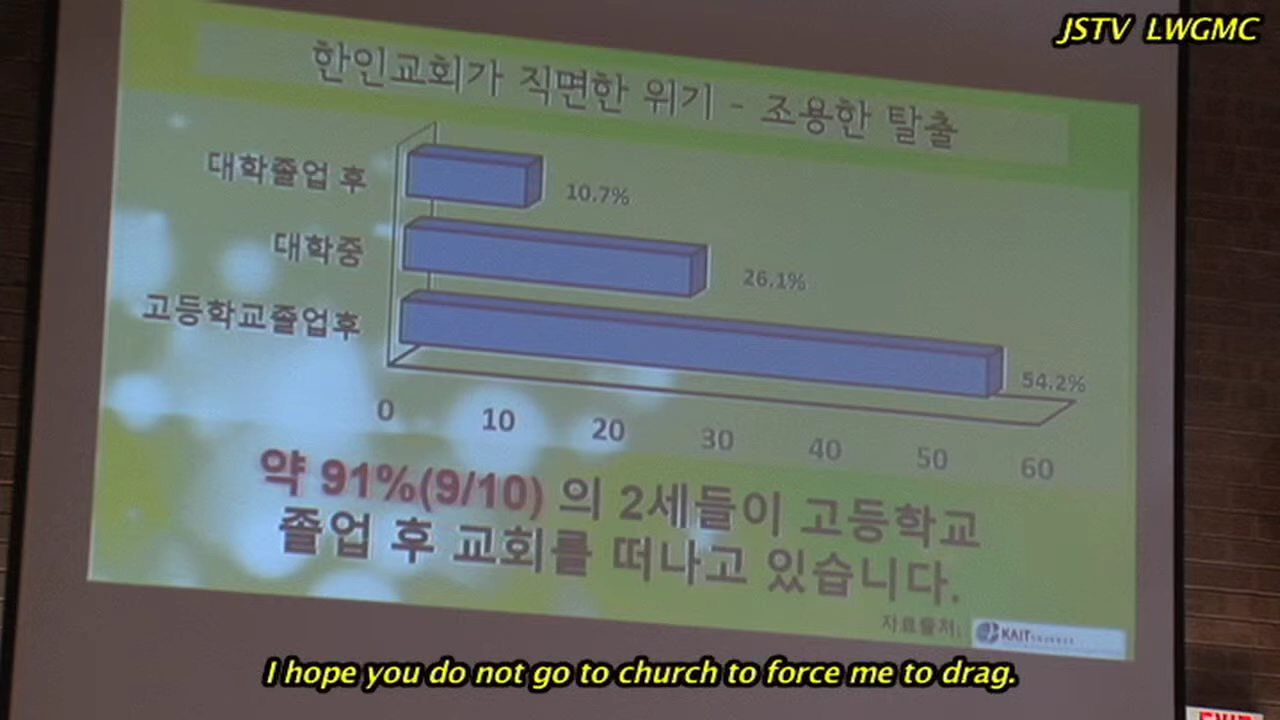 JSTV LWGMC
한인교회가 직면한 위기 - 조용한 탈출
대학졸업 후
10.7%
대학중
26.1%
고등학교졸업후
54.2%
0 10 20 30 40 50 60
약 91%(9/10) 의 2세들이 고등학교
졸업 후 교회를 떠나고 있습니다.
자료출처:
KAIT
I hope you do not go to church to force me to drag.
EXIT